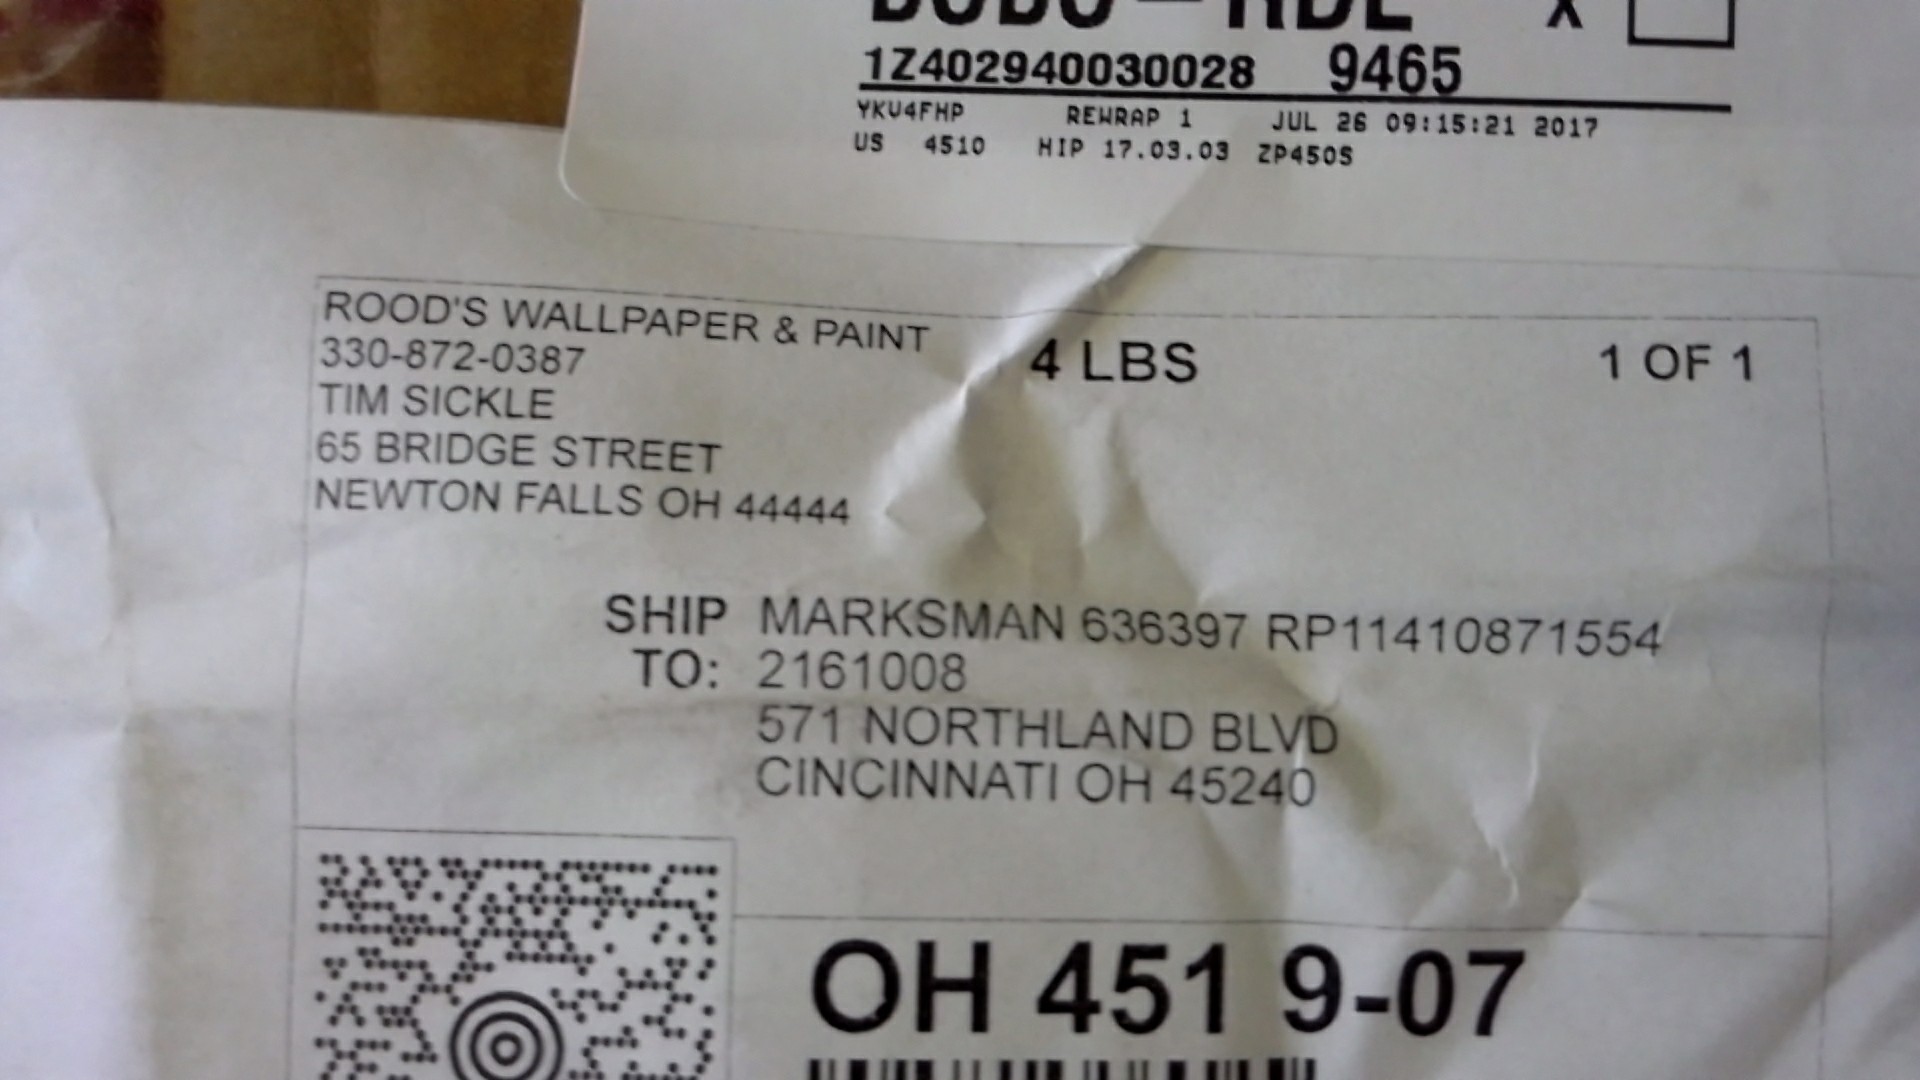 X
1Z402940030028 9465
YKV4FHP REWRAP 1 JUL 26 09:15:21 2017
US 4510 HIP 17.03.03 ZP450S
ROOD'S WALLPAPER & PAINT
330-872-0387
TIM SICKLE
65 BRIDGE STREET
NEWTON FALLS OH 44444
4 LBS
1 OF 1
SHIP TO:
MARKSMAN 636397 RP11410871554
2161008
571 NORTHLAND BLVD
CINCINNATI OH 45240
OH 451 9-07